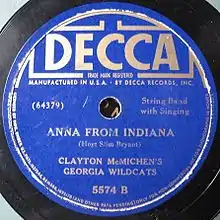 DECCA
TRADE MARK REGISTERED
MANUFACTURED IN U.S.A. - BY DECCA RECORDS, INC.
(64379)
String Band
with Singing
ANNA FROM INDIANA
(Hoyt Slim Bryant)
CLAYTON McMICHEN'S
GEORGIA WILDCATS
5574 B